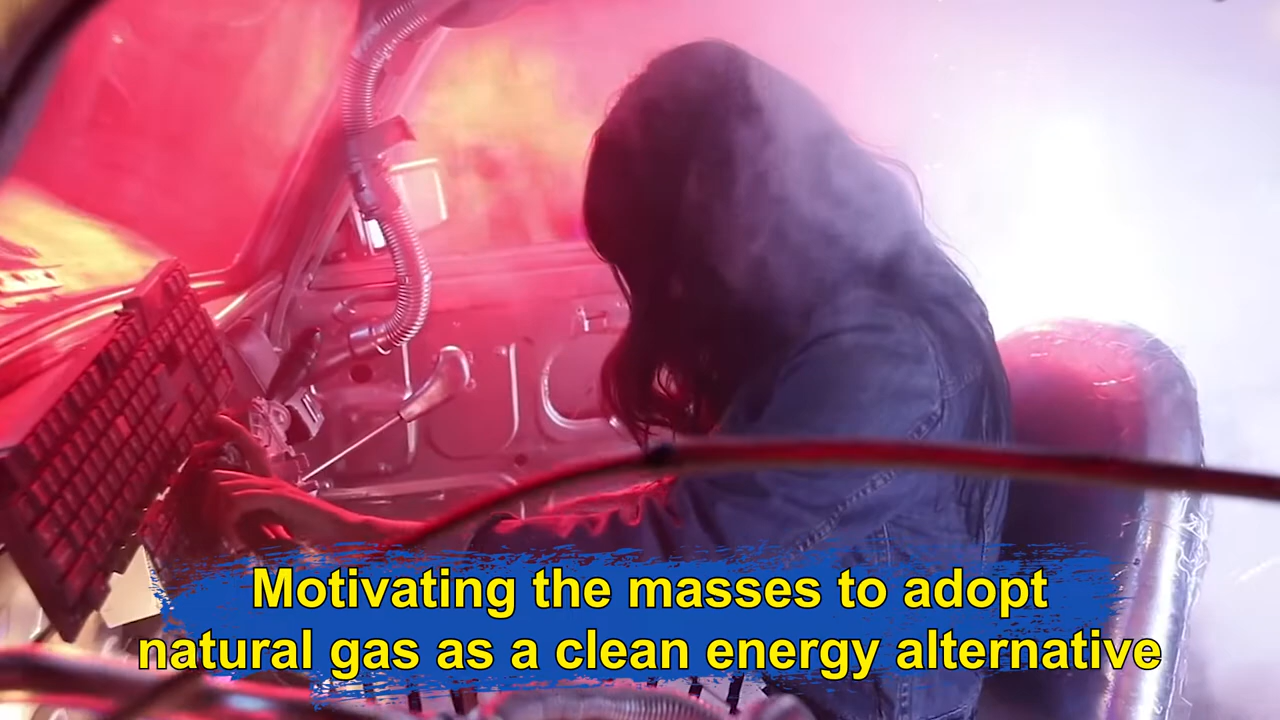 Motivating the masses to adopt
natural gas as a clean energy alternative